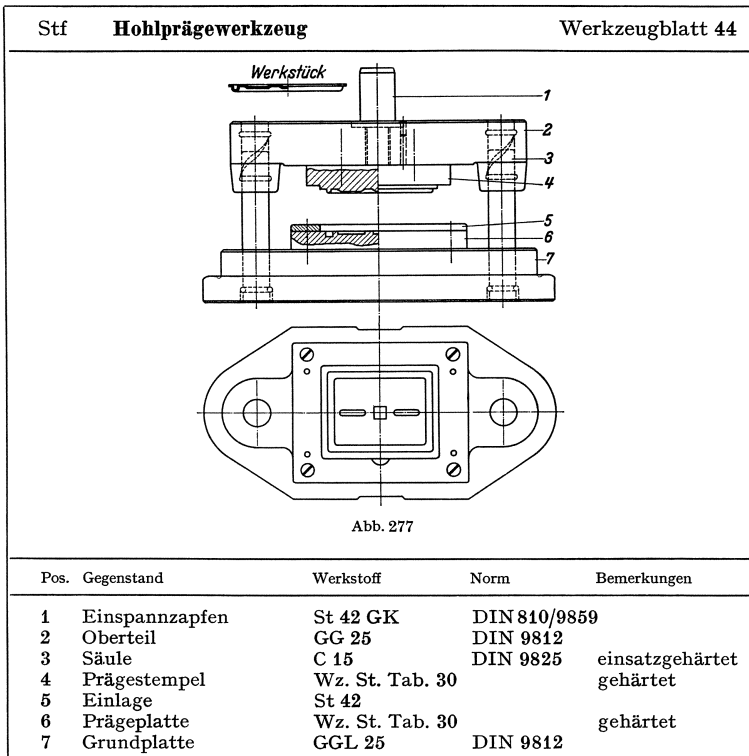 Stf Hohlprägewerkzeug Werkzeugblatt 44
Werkstück
1
2
3
4
5
6
7
Abb. 277
Pos. Gegenstand Werkstoff Norm Bemerkungen
1 Einspannzapfen St 42 GK DIN 810/9859
2 Oberteil GG 25 DIN 9812
3 Säule C 15 DIN 9825 einsatzgehärtet
4 Prägestempel Wz. St. Tab. 30 gehärtet
5 Einlage St 42
6 Prägeplatte Wz. St. Tab. 30 gehärtet
7 Grundplatte GGL 25 DIN 9812